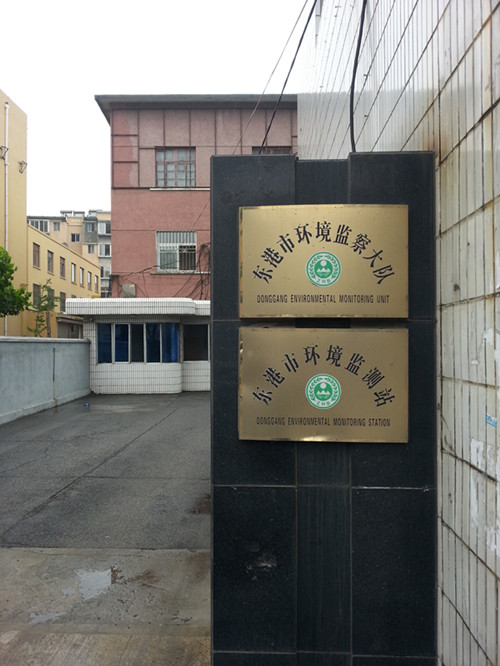 东港市环境监察大队
DONGGANG ENVIRONMENTAL MONITORING UNIT
东港市环境监测站
DONGGANG ENVIRONMENTAL MONITORING STATION